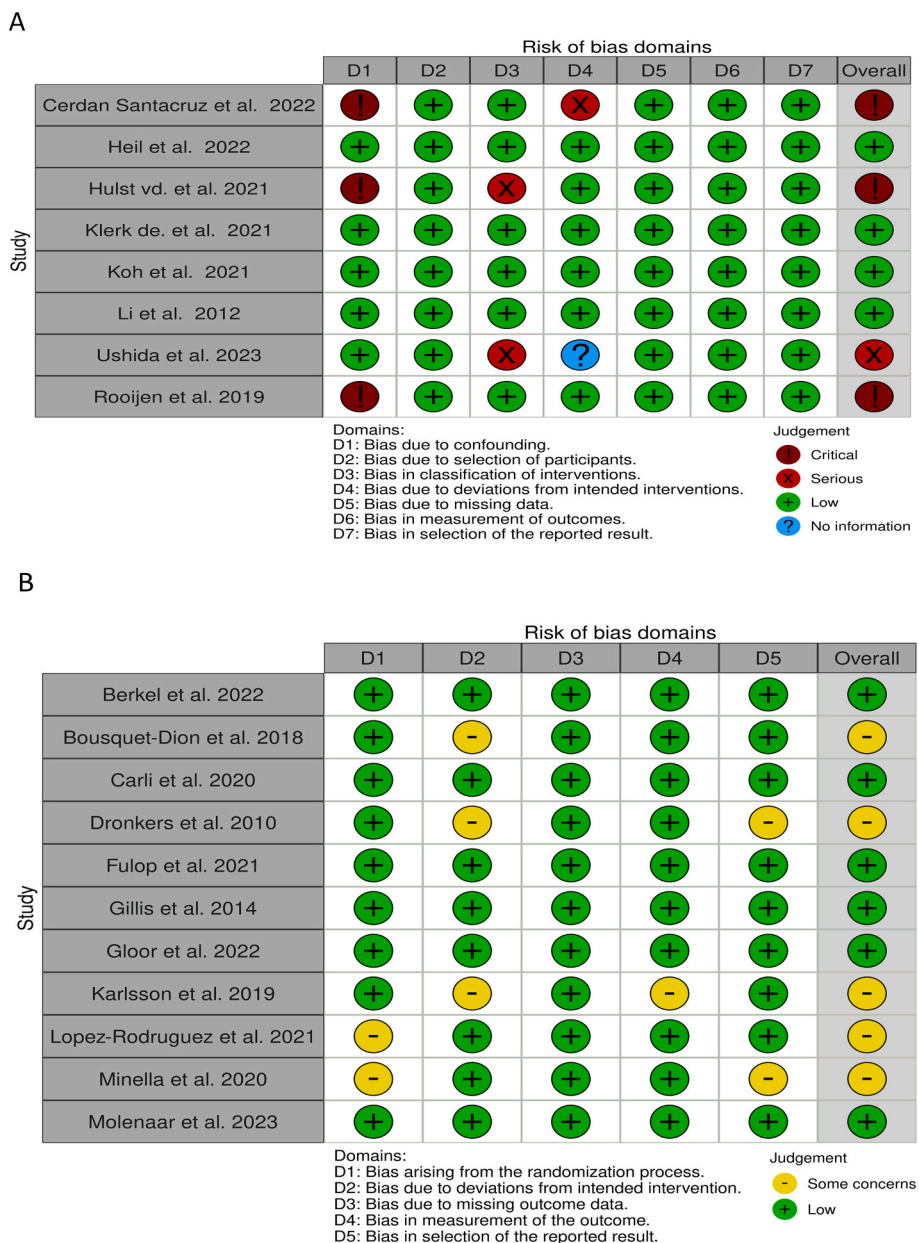 A
Risk of bias domains
D1 D2 D3 D4 D5 D6 D7 Overall
Study
Cerdan Santacruz et al. 2022 ! + + x + + + !
Heil et al. 2022 + + + + + + + +
Hulst vd. et al. 2021 ! + x + + + + !
Klerk de. et al. 2021 + + + + + + + +
Koh et al. 2021 + + + + + + + +
Li et al. 2012 + + + + + + + +
Ushida et al. 2023 + + x ? + + + x
Rooijen et al. 2019 ! + + + + + + !
Domains:
D1: Bias due to confounding.
D2: Bias due to selection of participants.
D3: Bias in classification of interventions.
D4: Bias due to deviations from intended interventions.
D5: Bias due to missing data.
D6: Bias in measurement of outcomes.
D7: Bias in selection of the reported result.
Judgement
! Critical
x Serious
+ Low
? No information
B
Risk of bias domains
D1 D2 D3 D4 D5 Overall
Study
Berkel et al. 2022 + + + + + +
Bousquet-Dion et al. 2018 + - + + + -
Carli et al. 2020 + + + + + +
Dronkers et al. 2010 + - + + - -
Fulop et al. 2021 + + + + + +
Gillis et al. 2014 + + + + + +
Gloor et al. 2022 + + + + + +
Karlsson et al. 2019 + - + - + -
Lopez-Rodruguez et al. 2021 - + + + + -
Minella et al. 2020 - + + + - -
Molenaar et al. 2023 + + + + + +
Domains:
D1: Bias arising from the randomization process.
D2: Bias due to deviations from intended intervention.
D3: Bias due to missing outcome data.
D4: Bias in measurement of the outcome.
D5: Bias in selection of the reported result.
Judgement
- Some concerns
+ Low